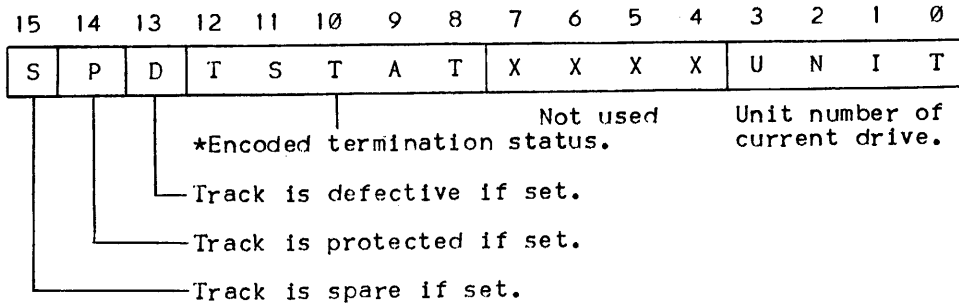 15 14 13 12 11 10 9 8 7 6 5 4 3 2 1 Ø
S P D T S T A T X X X X U N I T
Not used Unit number of
*Encoded termination status. current drive.
Track is defective if set.
Track is protected if set.
Track is spare if set.